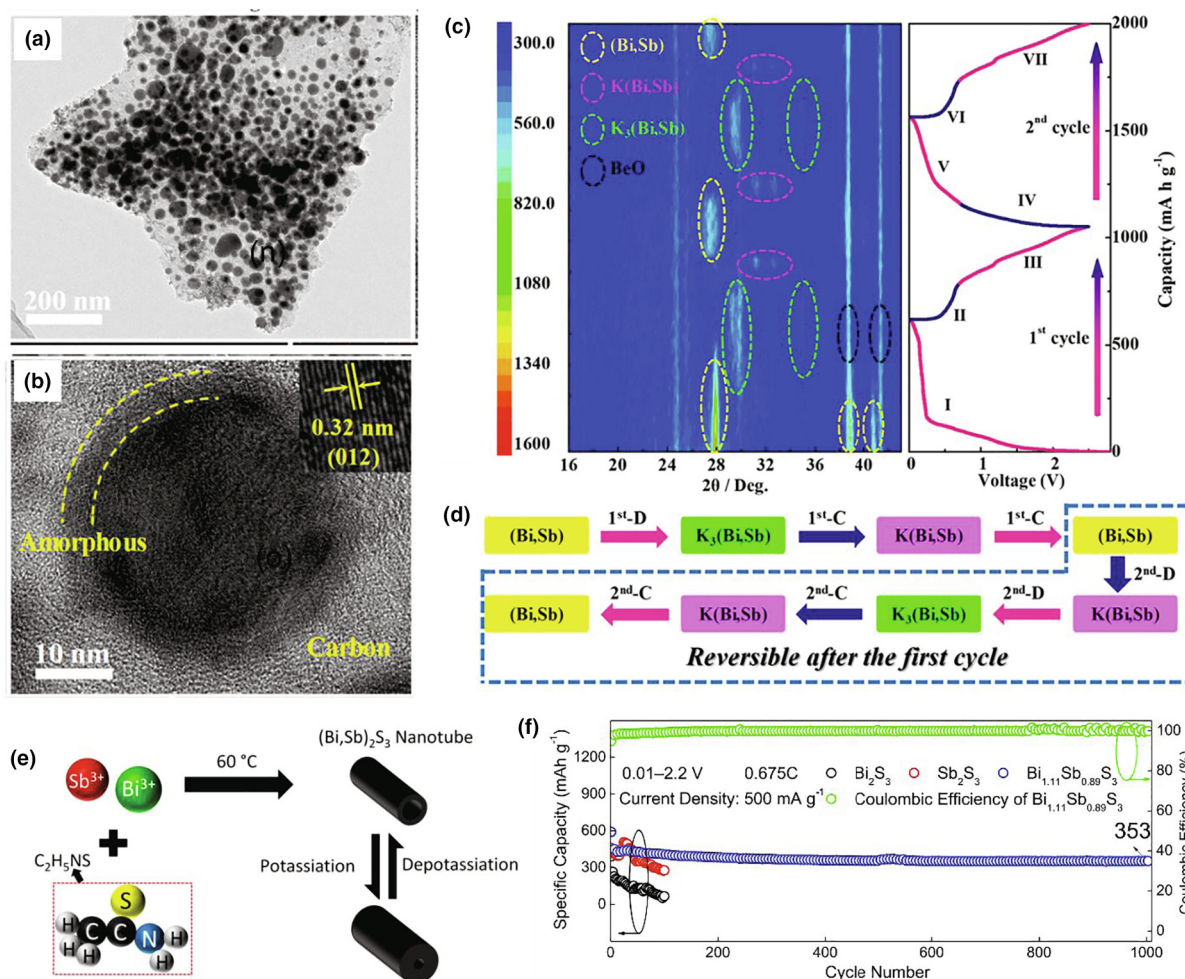 (a)
(n)
200 nm
(b)
0.32 nm
(012)
Amorphous
(o)
Carbon
10 nm
(c)
300.0
560.0
820.0
1080
1340
1600
(Bi,Sb)
K(Bi,Sb)
K₃(Bi,Sb)
BeO
16 20 24 28 32 36 40
2θ / Deg.
VII
VI
2nd cycle
V
IV
III
II
1st cycle
I
0 1 2
Voltage (V)
2000
1500
1000
500
0
Capacity (mA h g⁻¹)
(d)
(Bi,Sb) 1st-D K₃(Bi,Sb) 1st-C K(Bi,Sb) 1st-C (Bi,Sb)
2nd-D
(Bi,Sb) 2nd-C K(Bi,Sb) 2nd-C K₃(Bi,Sb) 2nd-D K(Bi,Sb)
Reversible after the first cycle
(e)
Sb³⁺ Bi³⁺
60 °C
(Bi,Sb)₂S₃ Nanotube
C₂H₅NS
Potassiation Depotassiation
S
H C C N H
H H H
(f)
Specific Capacity (mAh g⁻¹)
1200
900
600
300
0
0.01–2.2 V 0.675C Bi₂S₃ Sb₂S₃ Bi₁.₁₁Sb₀.₈₉S₃
Current Density: 500 mA g⁻¹ Coulombic Efficiency of Bi₁.₁₁Sb₀.₈₉S₃
353
100
80
60
40
20
0
Coulombic Efficiency (%)
0 200 400 600 800 1000
Cycle Number